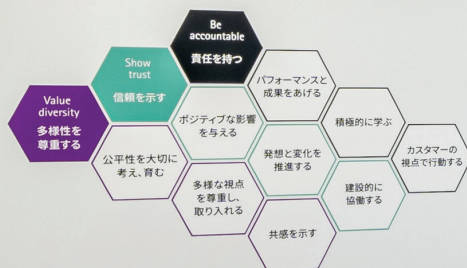 Be
accountable
責任を持つ
Show
trust
信頼を示す
Value
diversity
多様性を
尊重する
パフォーマンスと
成果をあげる
ポジティブな影響
を与える
公平性を大切に
考え、育む
積極的に学ぶ
発想と変化を
推進する
多様な視点
を尊重し、
取り入れる
カスタマーの
視点で行動する
建設的に
協働する
共感を示す